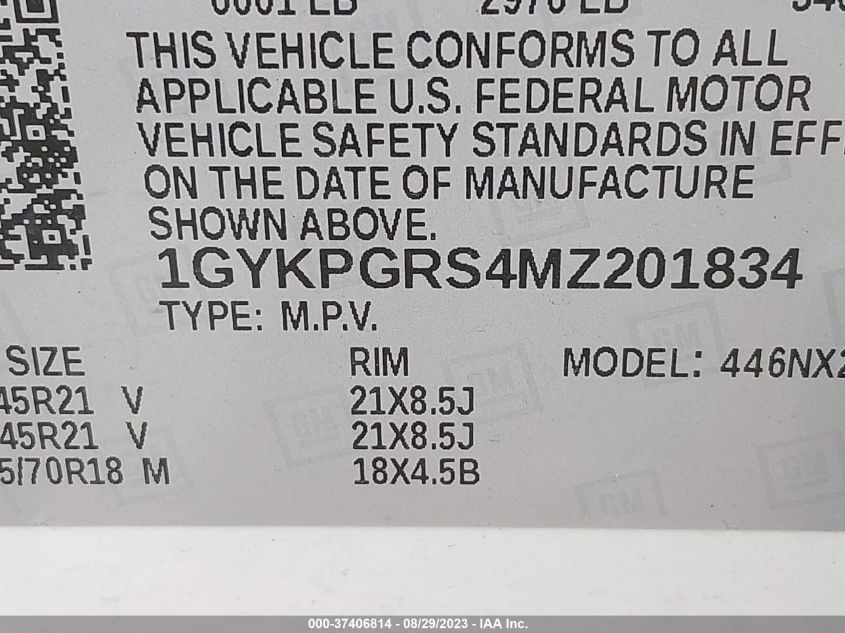 THIS VEHICLE CONFORMS TO ALL
APPLICABLE U.S. FEDERAL MOTOR
VEHICLE SAFETY STANDARDS IN EFF
ON THE DATE OF MANUFACTURE
SHOWN ABOVE.
1GYKPGRS4MZ201834
TYPE: M.P.V.
SIZE RIM MODEL: 446NX2
45R21 V 21X8.5J
45R21 V 21X8.5J
5/70R18 M 18X4.5B
000-37406814 - 08/29/2023 - IAA Inc.